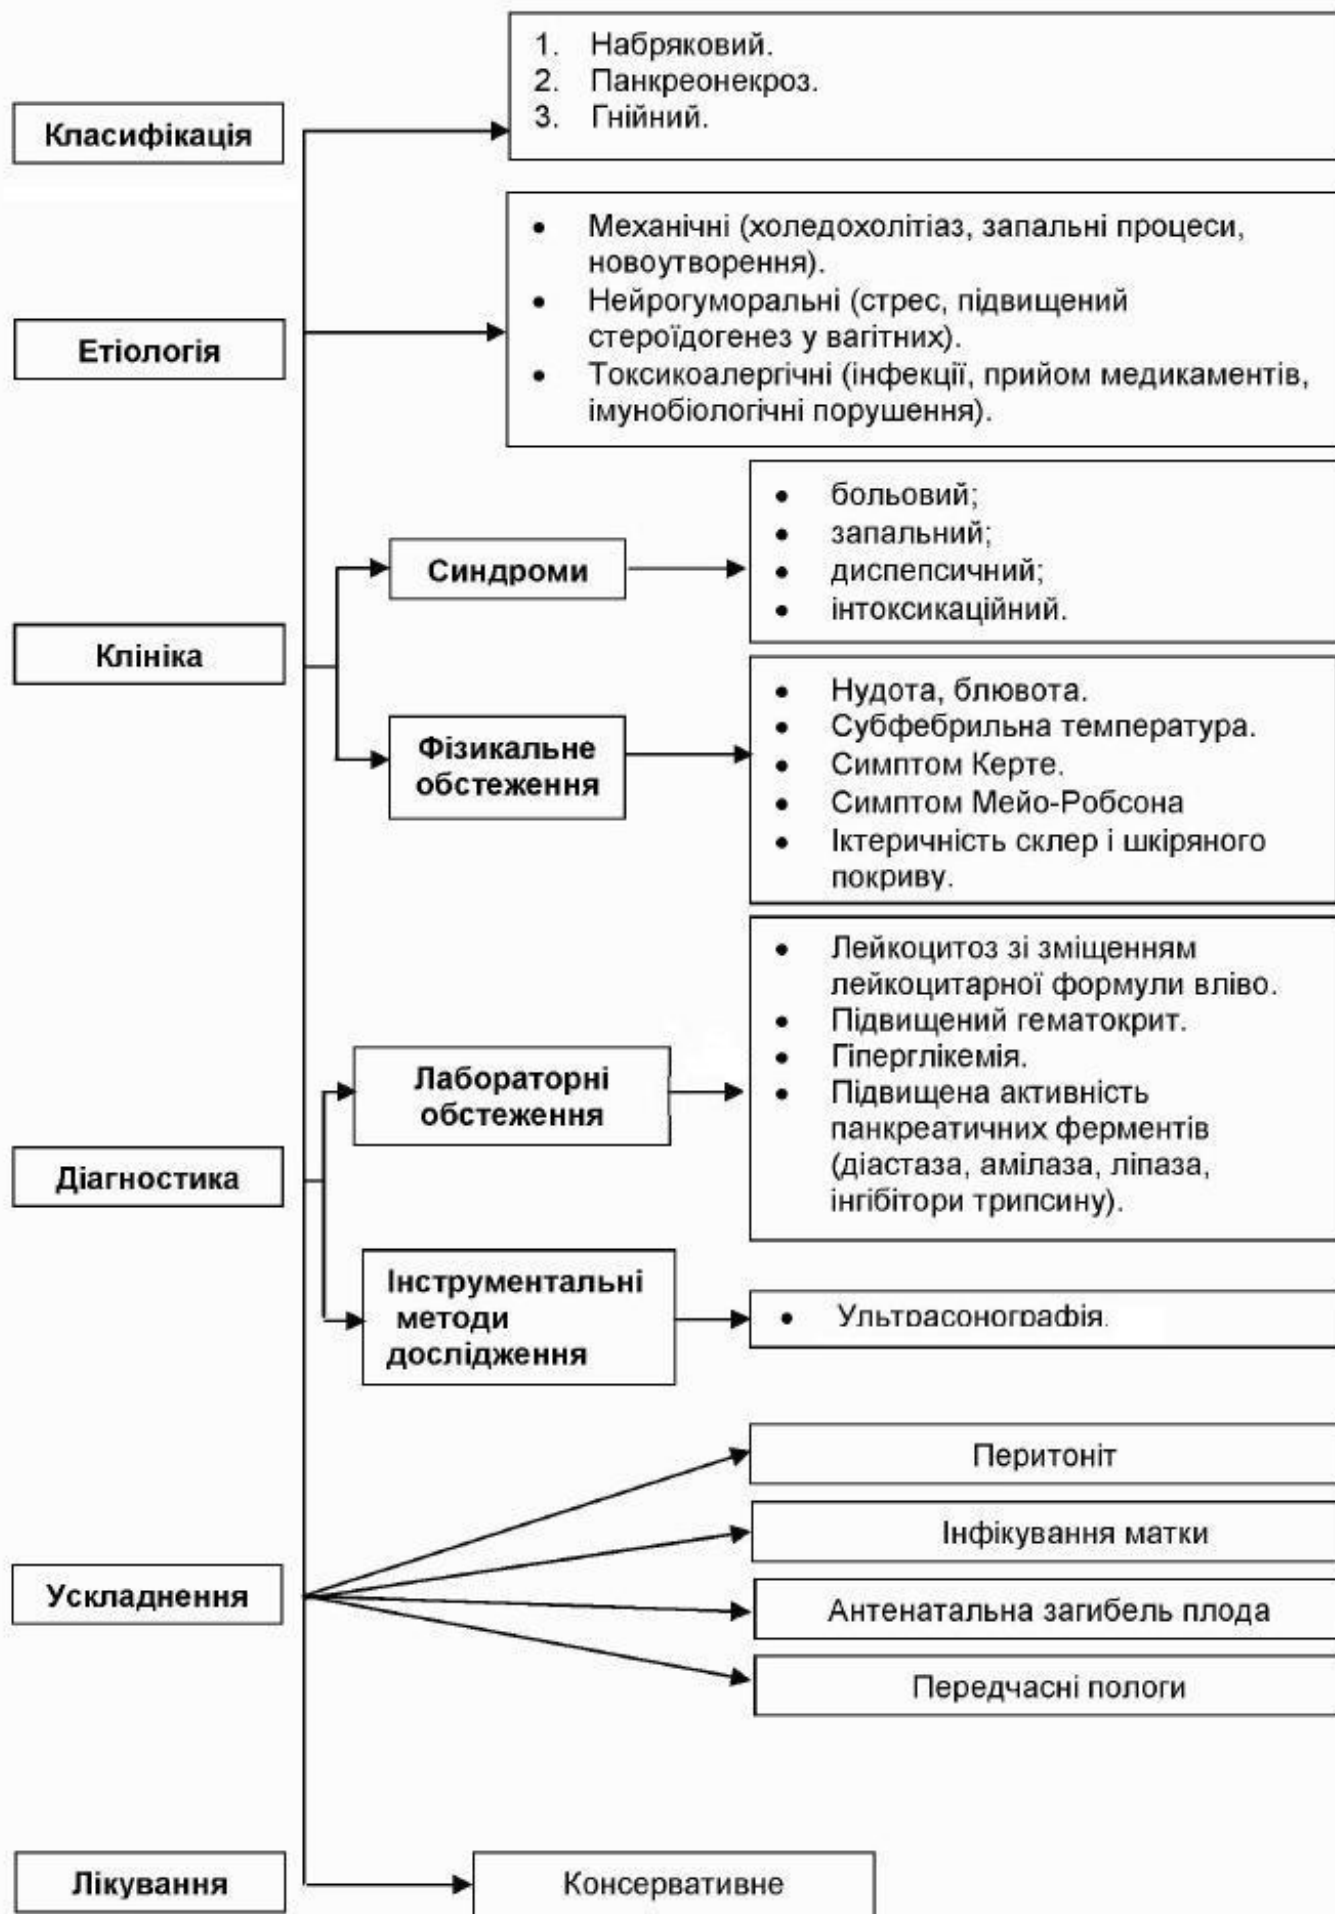 Класифікація
1. Набряковий.
2. Панкреонекроз.
3. Гнійний.
Етіологія
• Механічні (холедохолітіаз, запальні процеси,
новоутворення).
• Нейрогуморальні (стрес, підвищений
стероїдогенез у вагітних).
• Токсикоалергічні (інфекції, прийом медикаментів,
імунобіологічні порушення).
Клініка
Синдроми
• больовий;
• запальний;
• диспепсичний;
• інтоксикаційний.
Фізикальне
обстеження
• Нудота, блювота.
• Субфебрильна температура.
• Симптом Керте.
• Симптом Мейо-Робсона
• Іктеричність склер і шкіряного
покриву.
Діагностика
Лабораторні
обстеження
• Лейкоцитоз зі зміщенням
лейкоцитарної формули вліво.
• Підвищений гематокрит.
• Гіперглікемія.
• Підвищена активність
панкреатичних ферментів
(діастаза, амілаза, ліпаза,
інгібітори трипсину).
Інструментальні
методи
дослідження
• Ультрасонографія.
Ускладнення
Перитоніт
Інфікування матки
Антенатальна загибель плода
Передчасні пологи
Лікування
Консервативне